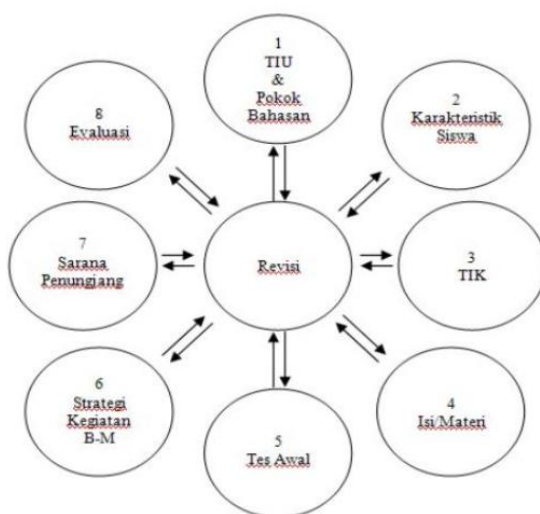 1
TIU
&
Pokok
Bahasan
2
Karakteristik
Siswa
3
TIK
4
Isi/Materi
5
Tes Awal
6
Strategi
Kegiatan
B-M
7
Sarana
Penungjang
8
Evaluasi
Revisi